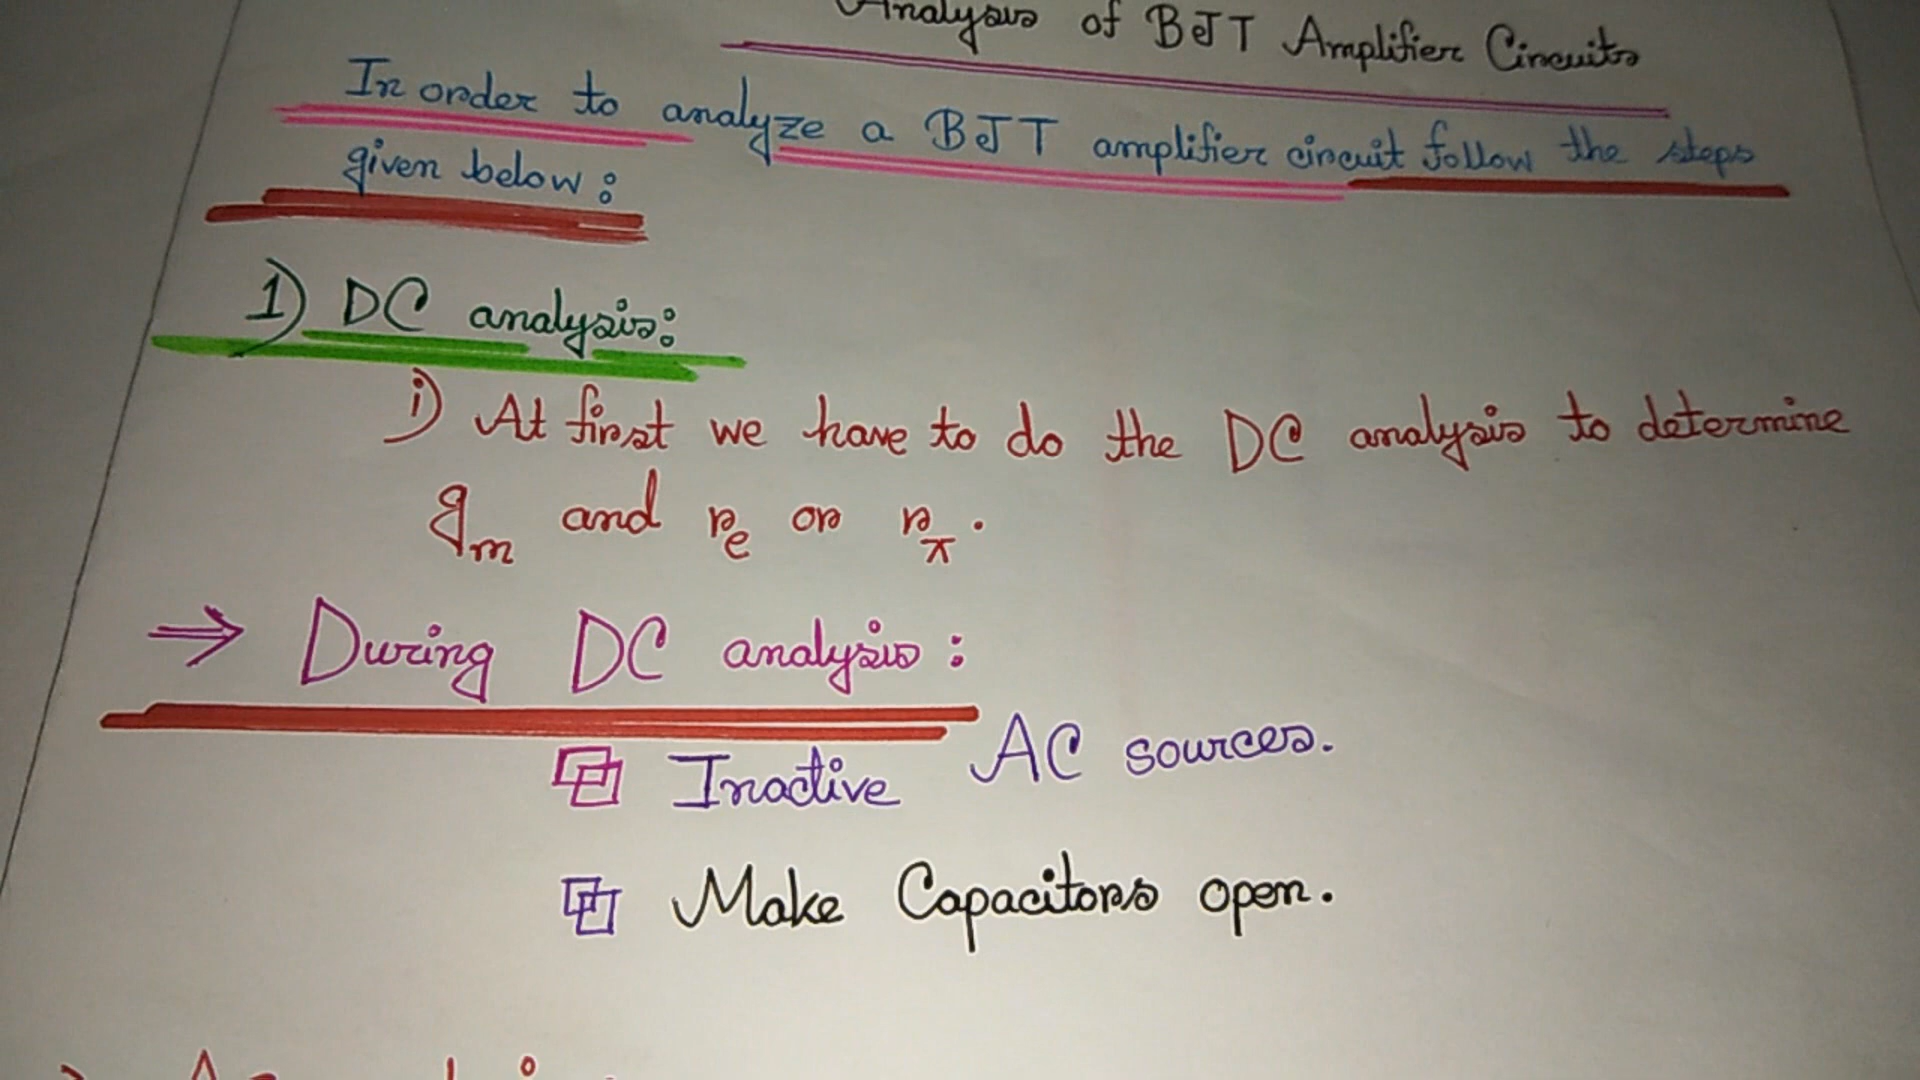 Analysis of BJT Amplifier Circuits
In order to analyze a BJT amplifier circuit follow the steps
given below:
1) DC analysis:
i) At first we have to do the DC analysis to determine
gm and re or rπ.
⇒ During DC analysis:
Inactive AC sources.
Make Capacitors open.